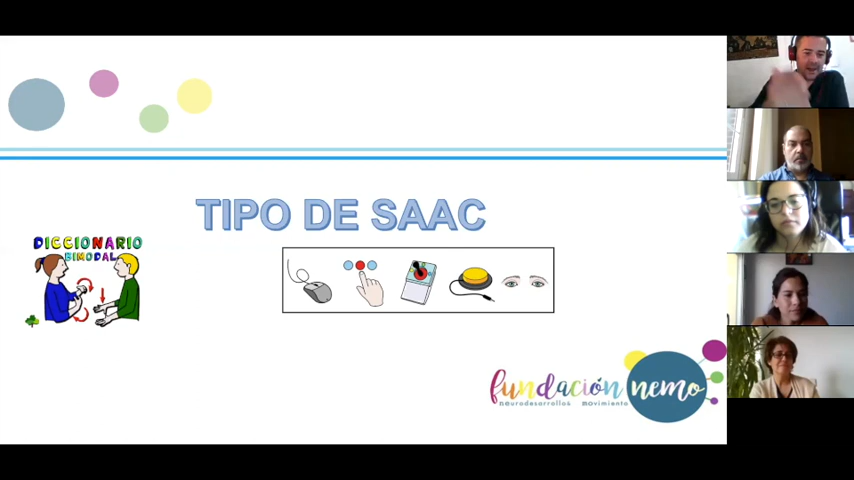 TIPO DE SAAC
DICCIONARIO
BIMODAL
fundación nemo
neurodesarrollos movimiento